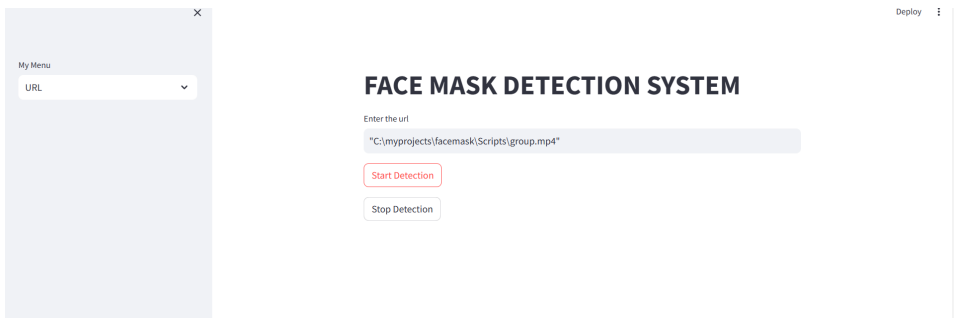 Deploy
My Menu
URL
FACE MASK DETECTION SYSTEM
Enter the url
"C:\myprojects\facemask\Scripts\group.mp4"
Start Detection
Stop Detection